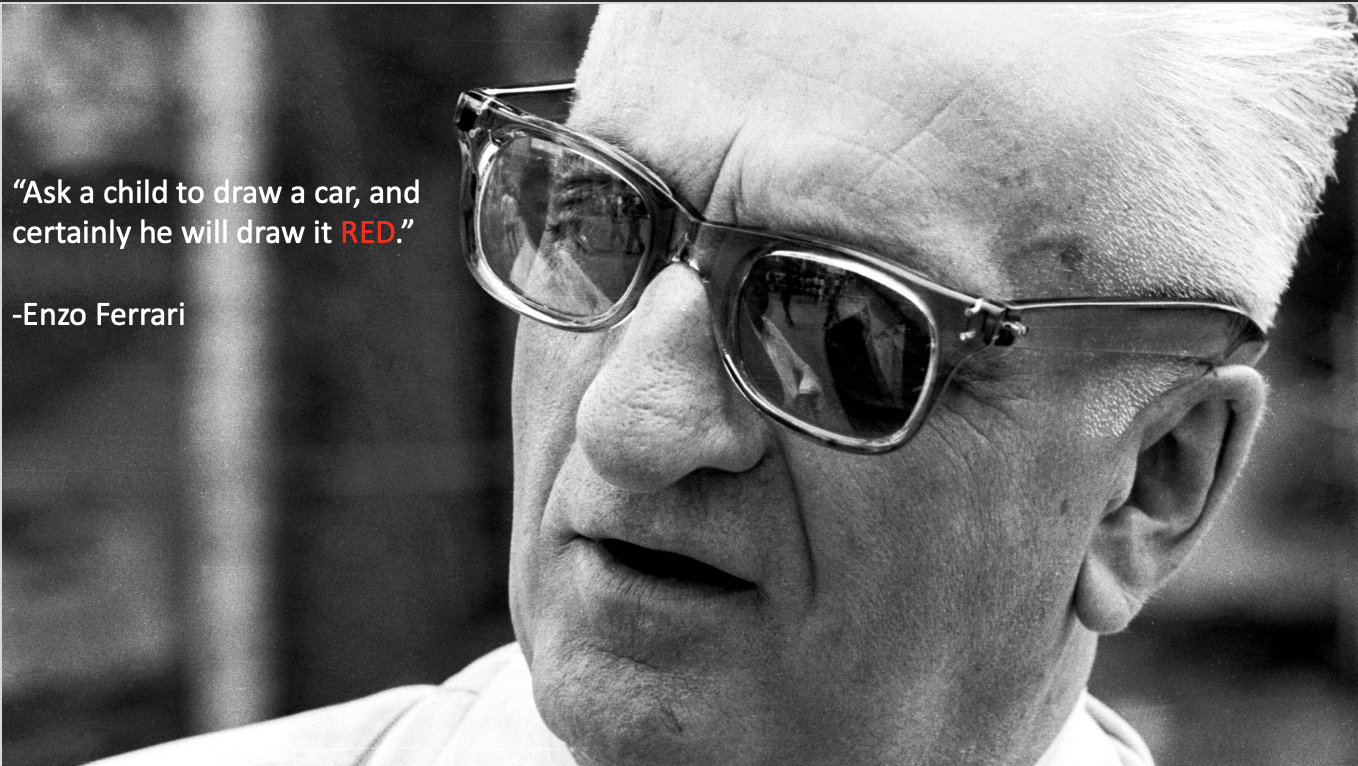 “Ask a child to draw a car, and
certainly he will draw it RED.”
-Enzo Ferrari